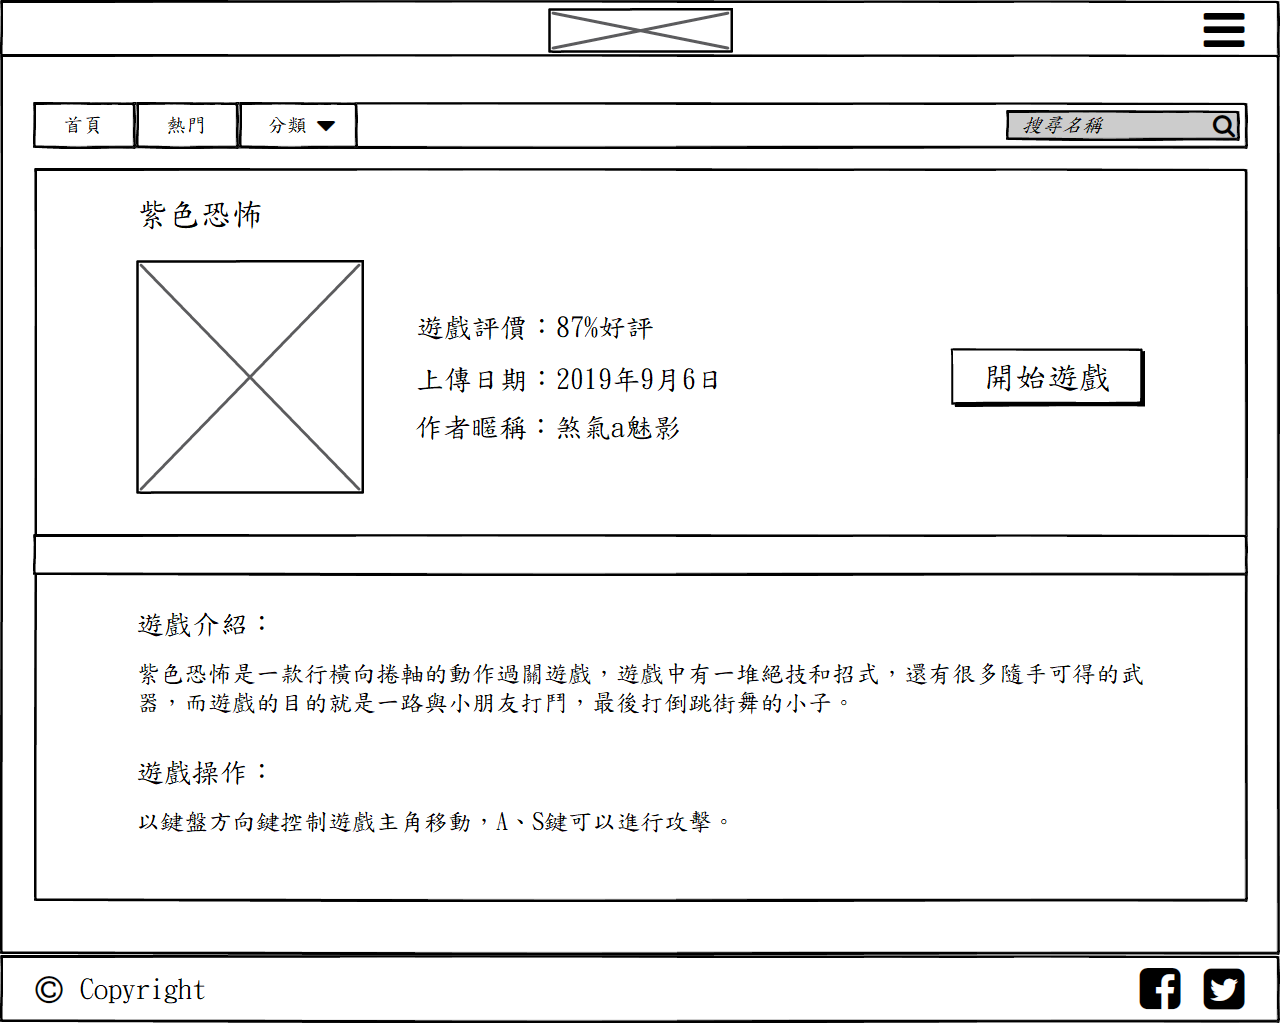 首頁
熱門
分類
搜尋名稱
紫色恐怖
遊戲評價：87%好評
上傳日期：2019年9月6日
作者暱稱：煞氣a魅影
開始遊戲
遊戲介紹：
紫色恐怖是一款行橫向捲軸的動作過關遊戲，遊戲中有一堆絕技和招式，還有很多隨手可得的武
器，而遊戲的目的就是一路與小朋友打鬥，最後打倒跳街舞的小子。
遊戲操作：
以鍵盤方向鍵控制遊戲主角移動，A、S鍵可以進行攻擊。
© Copyright